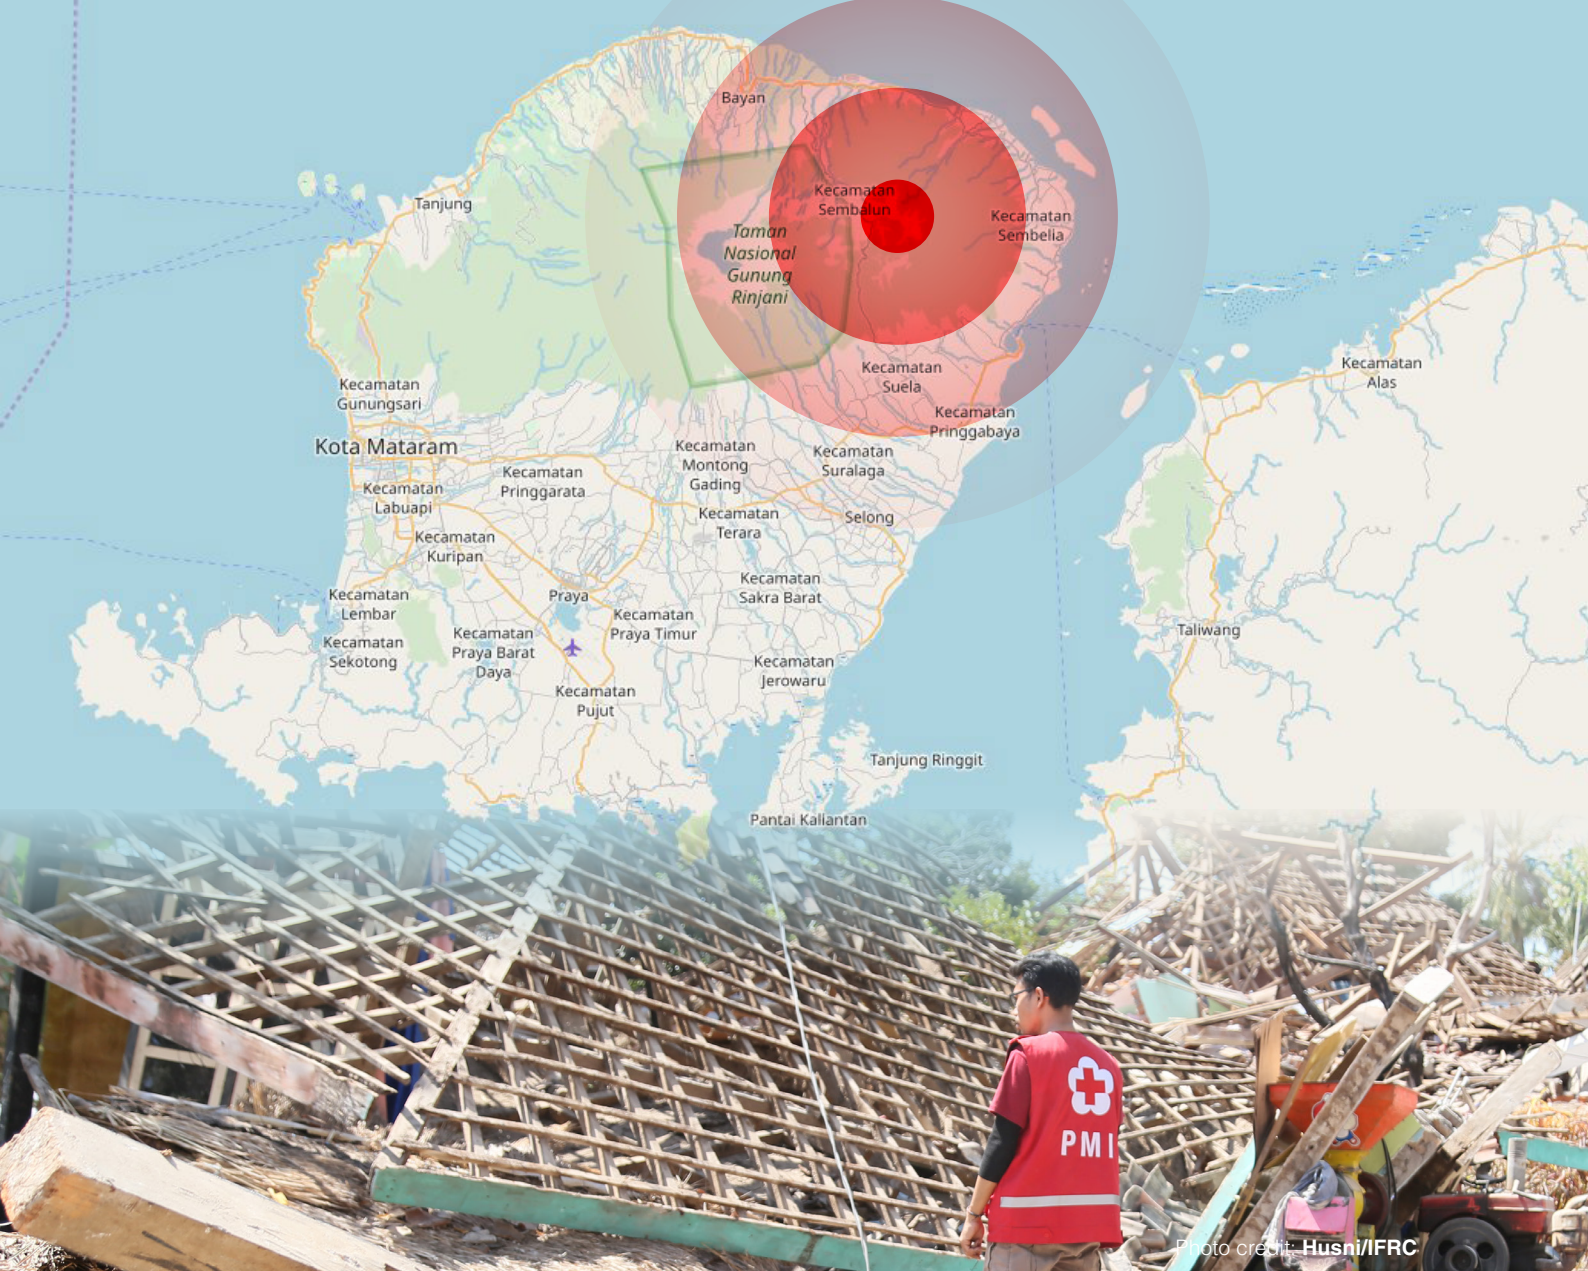 Bayan
Kecamatan
Sembalun
Tanjung
Kecamatan
Sembelia
Taman
Nasional
Gunung
Rinjani
Kecamatan
Alas
Kecamatan
Suela
Kecamatan
Gunungsari
Kecamatan
Pringgabaya
Kota Mataram
Kecamatan
Montong
Gading
Kecamatan
Suralaga
Kecamatan
Pringgarata
Kecamatan
Labuapi
Kecamatan
Terara
Selong
Kecamatan
Kuripan
Kecamatan
Sakra Barat
Praya
Kecamatan
Lembar
Kecamatan
Praya Timur
Taliwang
Kecamatan
Sekotong
Kecamatan
Praya Barat
Daya
Kecamatan
Jerowaru
Kecamatan
Pujut
Tanjung Ringgit
Pantai Kaliantan
PMI
Photo credit: Husni/IFRC